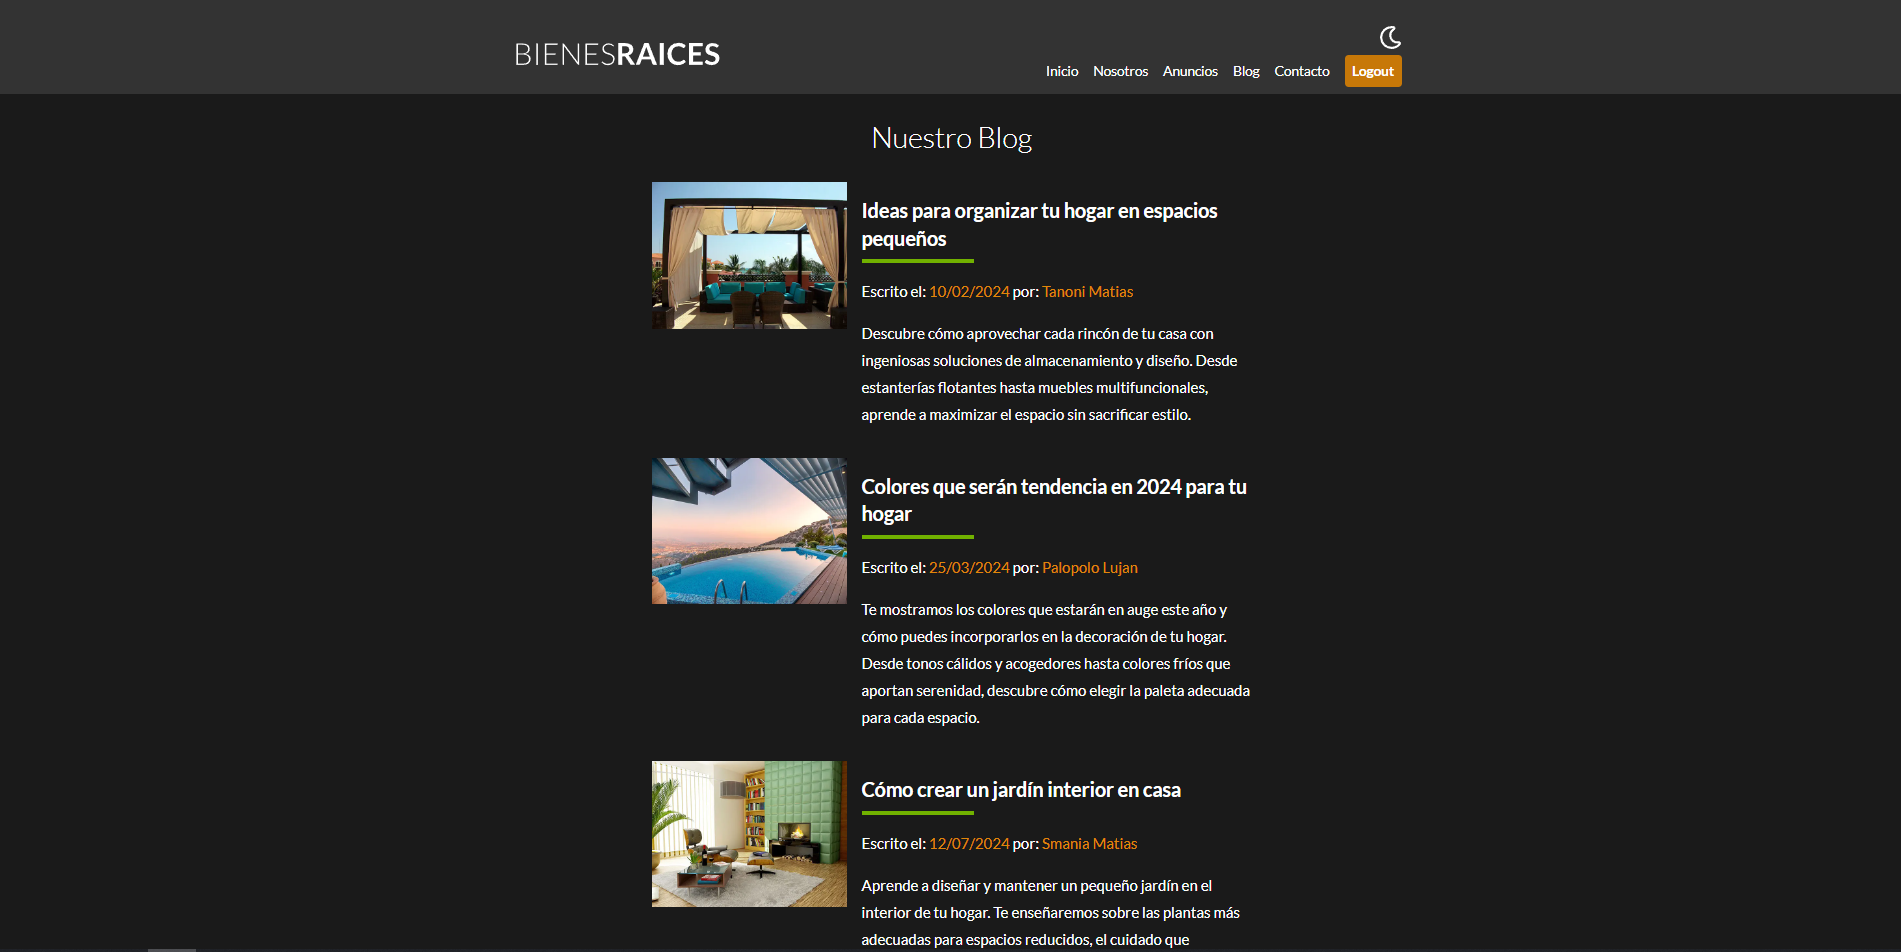 BIENESRAICES
Inicio Nosotros Anuncios Blog Contacto Logout
Nuestro Blog
Ideas para organizar tu hogar en espacios
pequeños
Escrito el: 10/02/2024 por: Tanoni Matias
Descubre cómo aprovechar cada rincón de tu casa con
ingeniosas soluciones de almacenamiento y diseño. Desde
estanterías flotantes hasta muebles multifuncionales,
aprende a maximizar el espacio sin sacrificar estilo.
Colores que serán tendencia en 2024 para tu
hogar
Escrito el: 25/03/2024 por: Palopolo Lujan
Te mostramos los colores que estarán en auge este año y
cómo puedes incorporarlos en la decoración de tu hogar.
Desde tonos cálidos y acogedores hasta colores fríos que
aportan serenidad, descubre cómo elegir la paleta adecuada
para cada espacio.
Cómo crear un jardín interior en casa
Escrito el: 12/07/2024 por: Smania Matias
Aprende a diseñar y mantener un pequeño jardín en el
interior de tu hogar. Te enseñaremos sobre las plantas más
adecuadas para espacios reducidos, el cuidado que